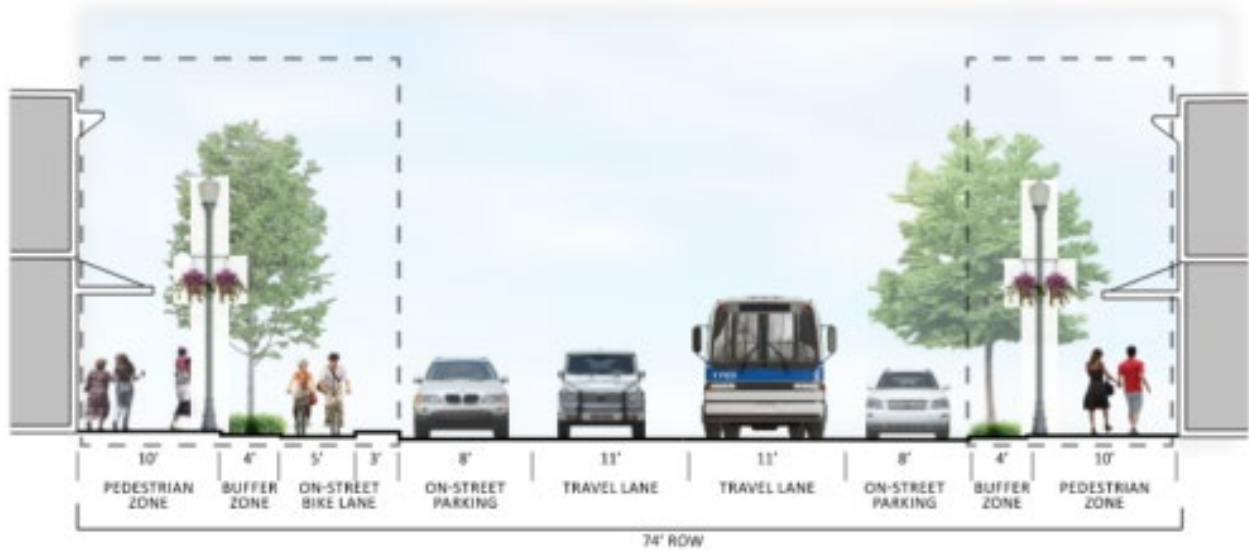 10' 4' 5' 3' 8' 11' 11' 8' 4' 10'
PEDESTRIAN ZONE
BUFFER ZONE
ON-STREET BIKE LANE
ON-STREET PARKING
TRAVEL LANE
TRAVEL LANE
ON-STREET PARKING
BUFFER ZONE
PEDESTRIAN ZONE
74' ROW